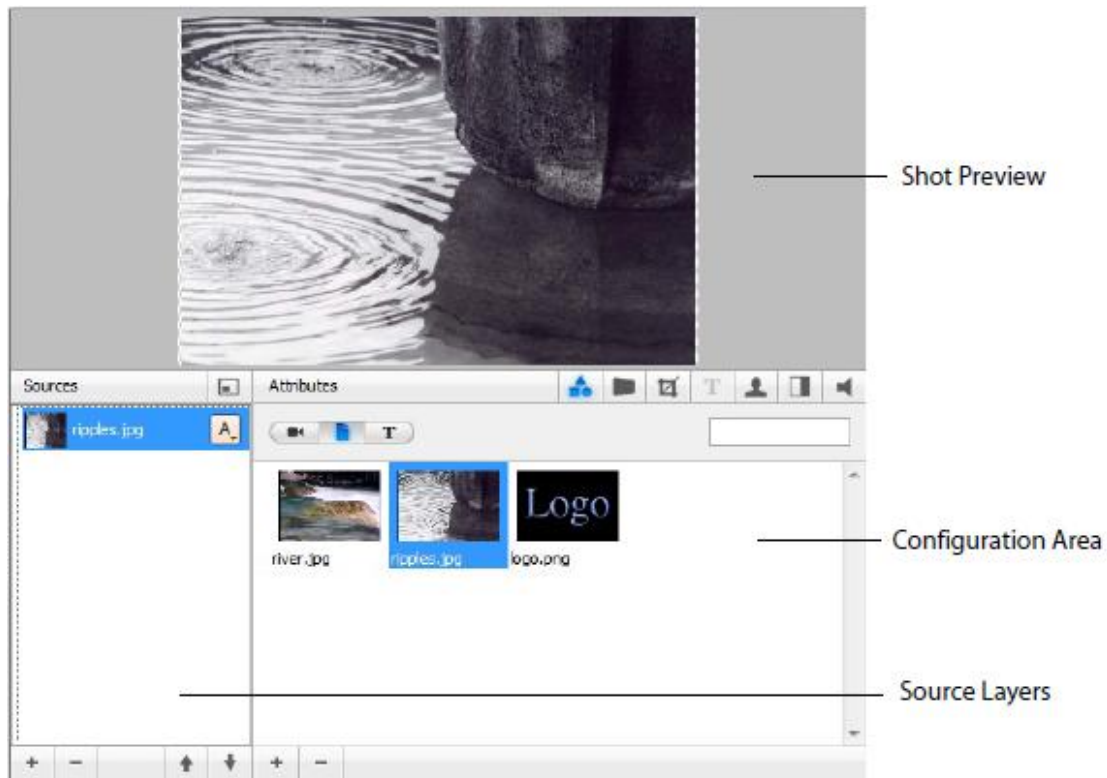 Shot Preview
Sources
Attributes
T
ripples.jpg
A
T
Logo
river.jpg
ripples.jpg
logo.png
Configuration Area
Source Layers